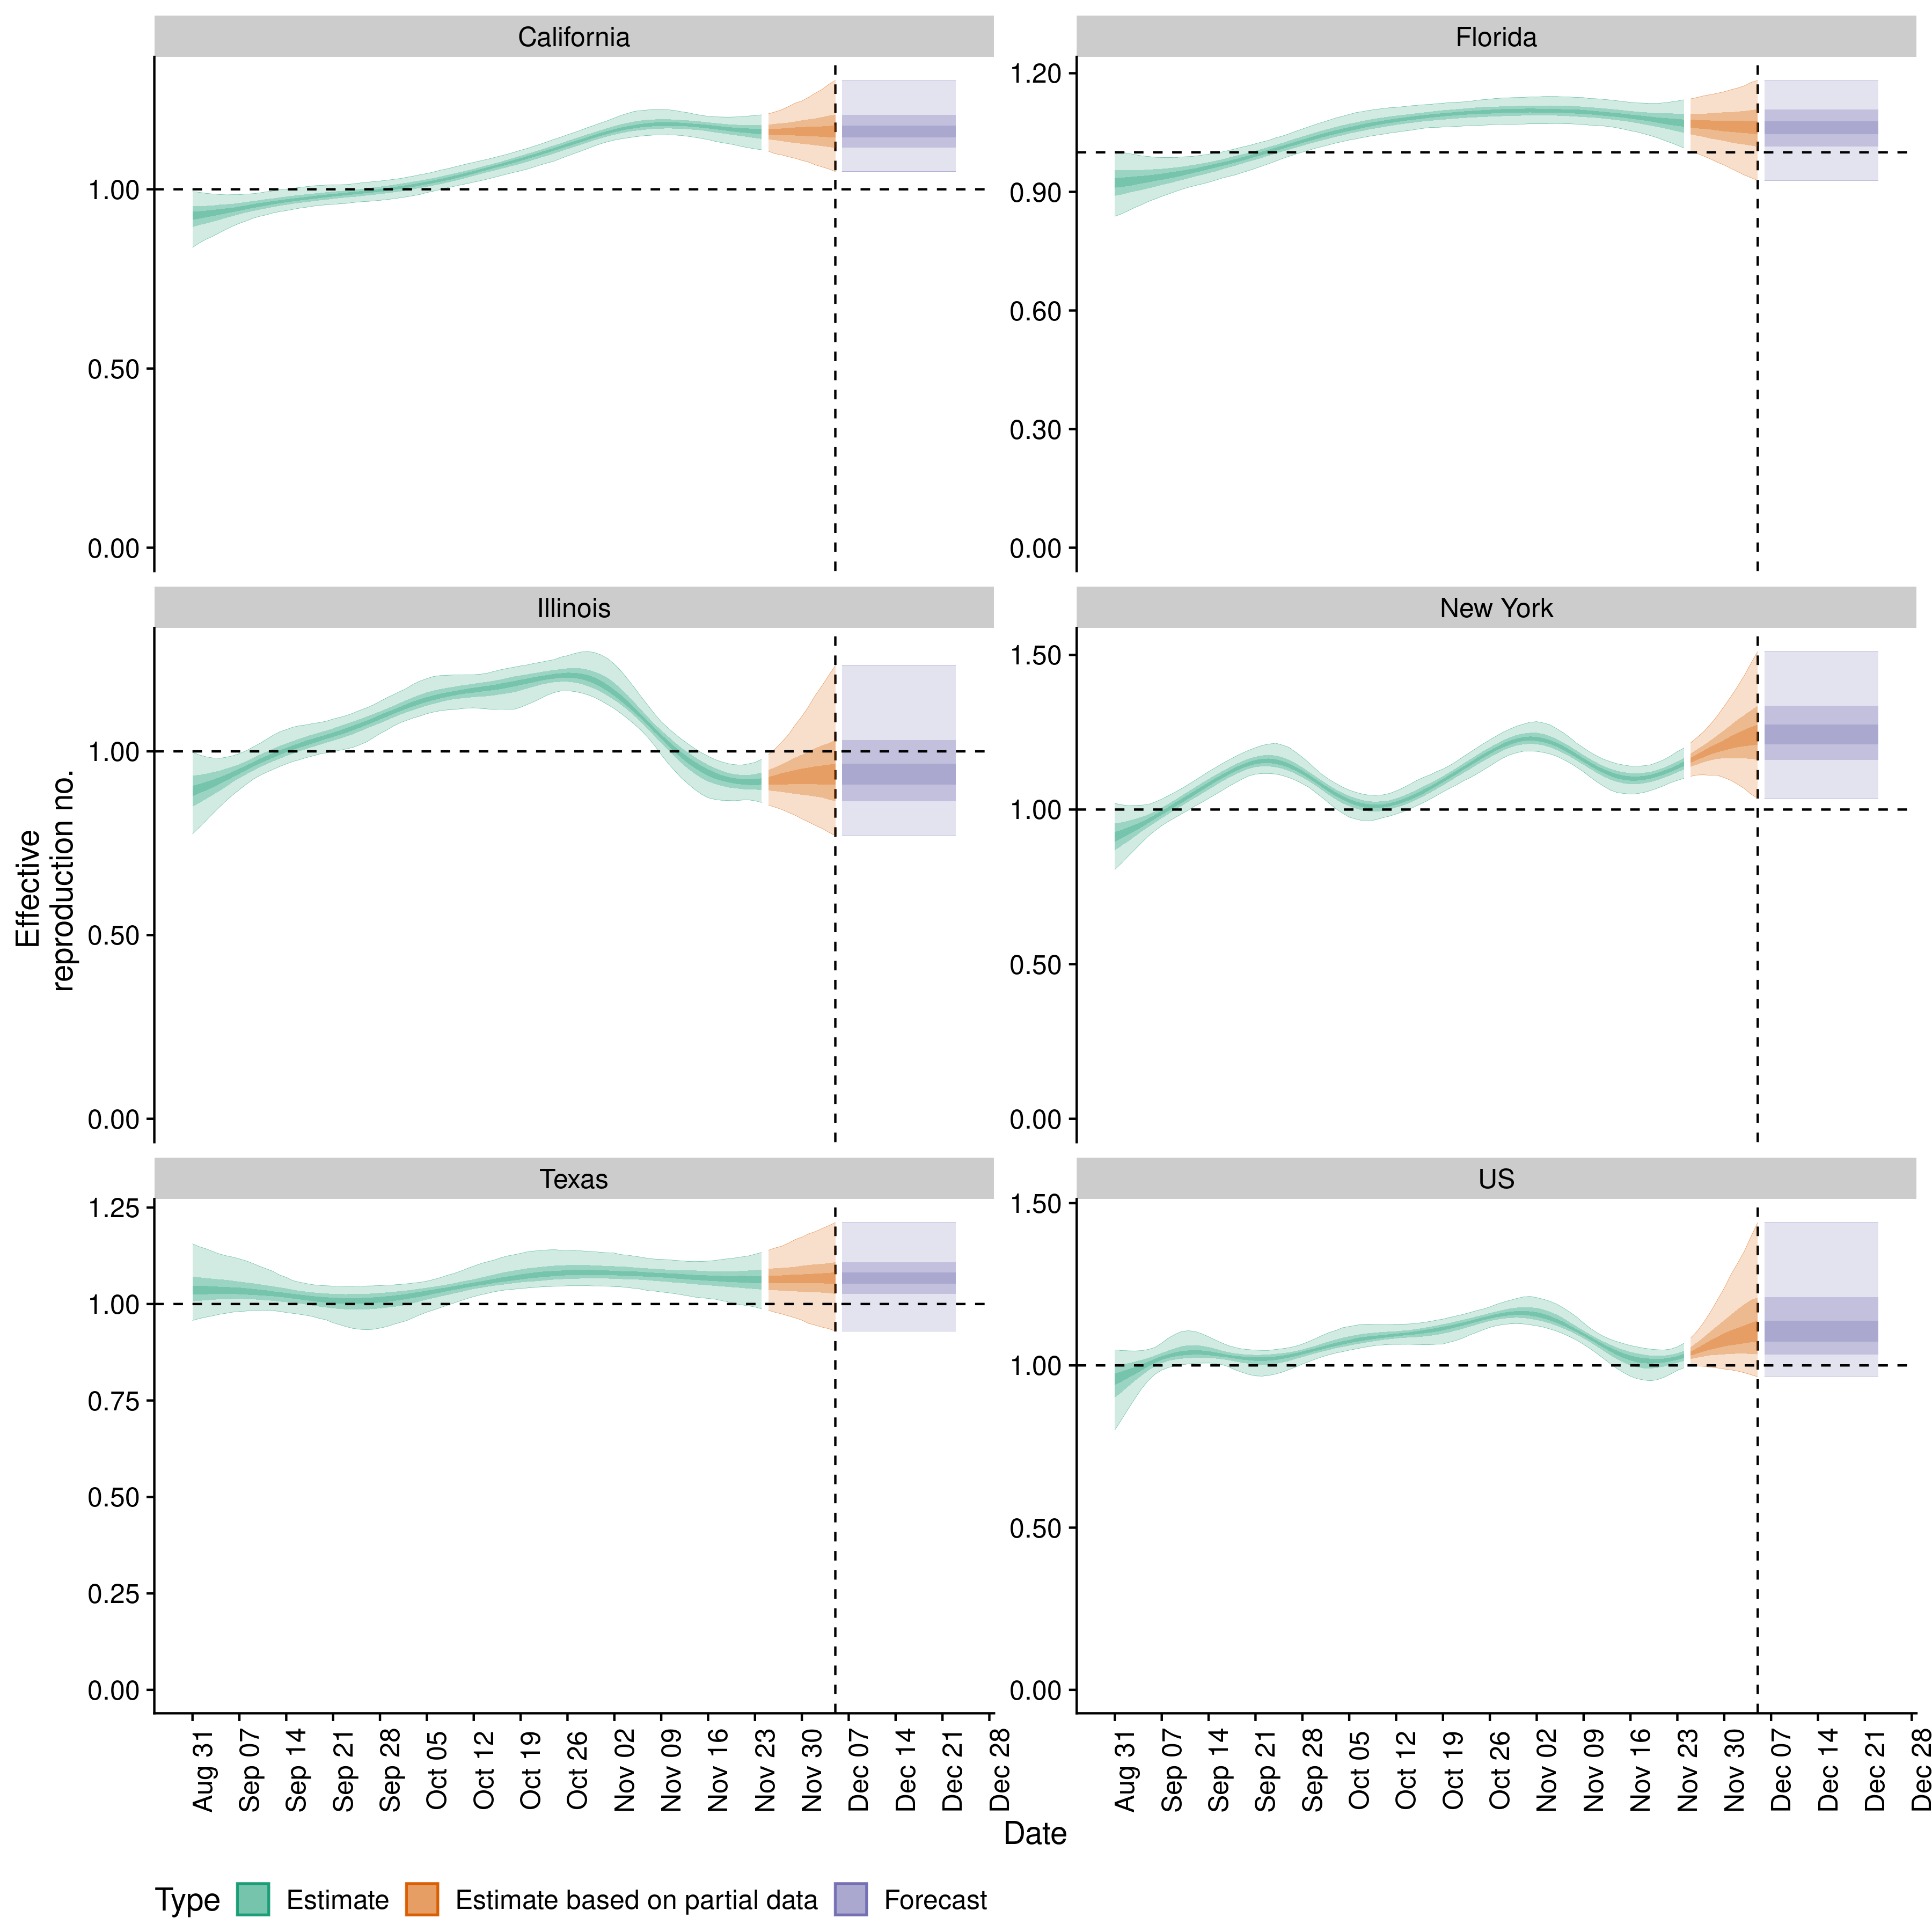 California
Florida
1.00
0.50
0.00
1.20
0.90
0.60
0.30
0.00
Illinois
New York
Effective
reproduction no.
1.00
0.50
0.00
1.50
1.00
0.50
0.00
Texas
US
1.25
1.00
0.75
0.50
0.25
0.00
1.50
1.00
0.50
0.00
Aug 31
Sep 07
Sep 14
Sep 21
Sep 28
Oct 05
Oct 12
Oct 19
Oct 26
Nov 02
Nov 09
Nov 16
Nov 23
Nov 30
Dec 07
Dec 14
Dec 21
Dec 28
Aug 31
Sep 07
Sep 14
Sep 21
Sep 28
Oct 05
Oct 12
Oct 19
Oct 26
Nov 02
Nov 09
Nov 16
Nov 23
Nov 30
Dec 07
Dec 14
Dec 21
Dec 28
Date
Type Estimate Estimate based on partial data Forecast